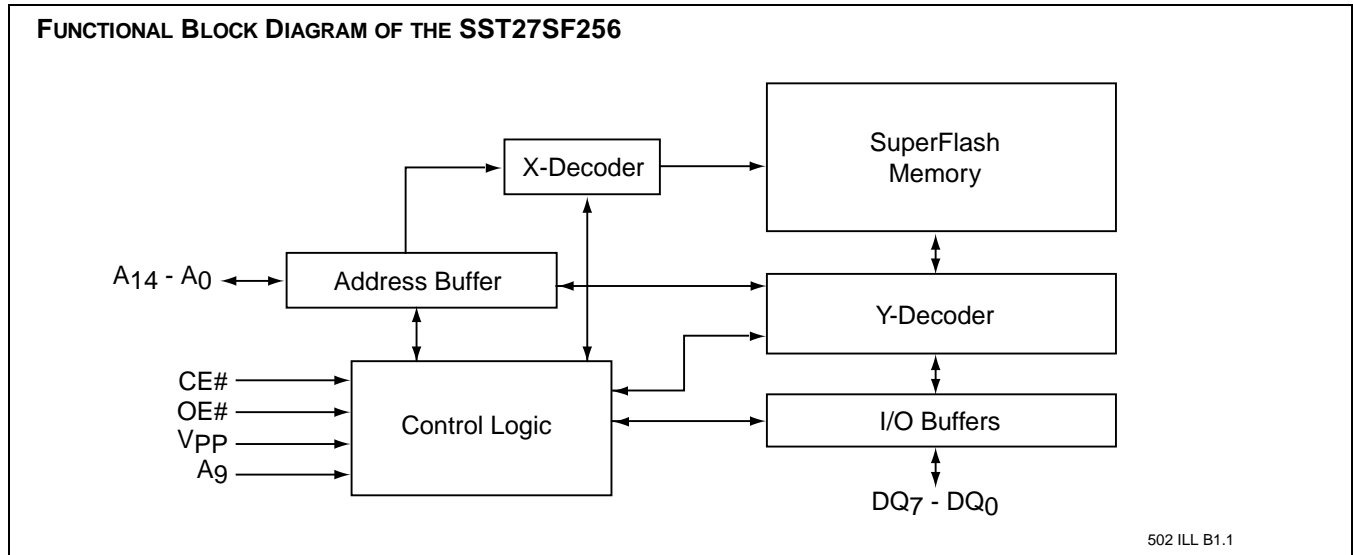 FUNCTIONAL BLOCK DIAGRAM OF THE SST27SF256
SuperFlash
Memory
X-Decoder
A14 - A0
Address Buffer
Y-Decoder
CE#
OE#
VPP
A9
Control Logic
I/O Buffers
DQ7 - DQ0
502 ILL B1.1